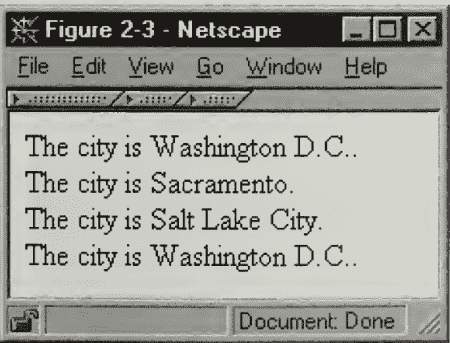 Figure 2-3 - Netscape
File Edit View Go Window Help
The city is Washington D.C..
The city is Sacramento.
The city is Salt Lake City.
The city is Washington D.C..
Document: Done